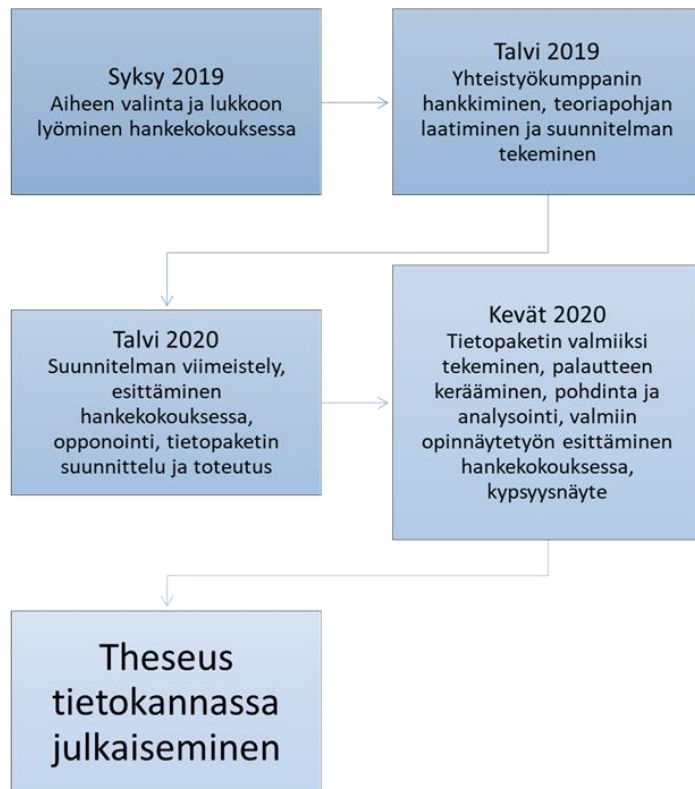 Syksy 2019
Aiheen valinta ja lukkoon
lyöminen hankekokouksessa
Talvi 2019
Yhteistyökumppanin
hankkiminen, teoriapohjan
laatiminen ja suunnitelman
tekeminen
Talvi 2020
Suunnitelman viimeistely,
esittäminen
hankekokouksessa,
opponointi, tietopaketin
suunnittelu ja toteutus
Kevät 2020
Tietopaketin valmiiksi
tekeminen, palautteen
kerääminen, pohdinta ja
analysointi, valmiin
opinnäytetyön esittäminen
hankekokouksessa,
kypsyysnäyte
Theseus
tietokannassa
julkaiseminen